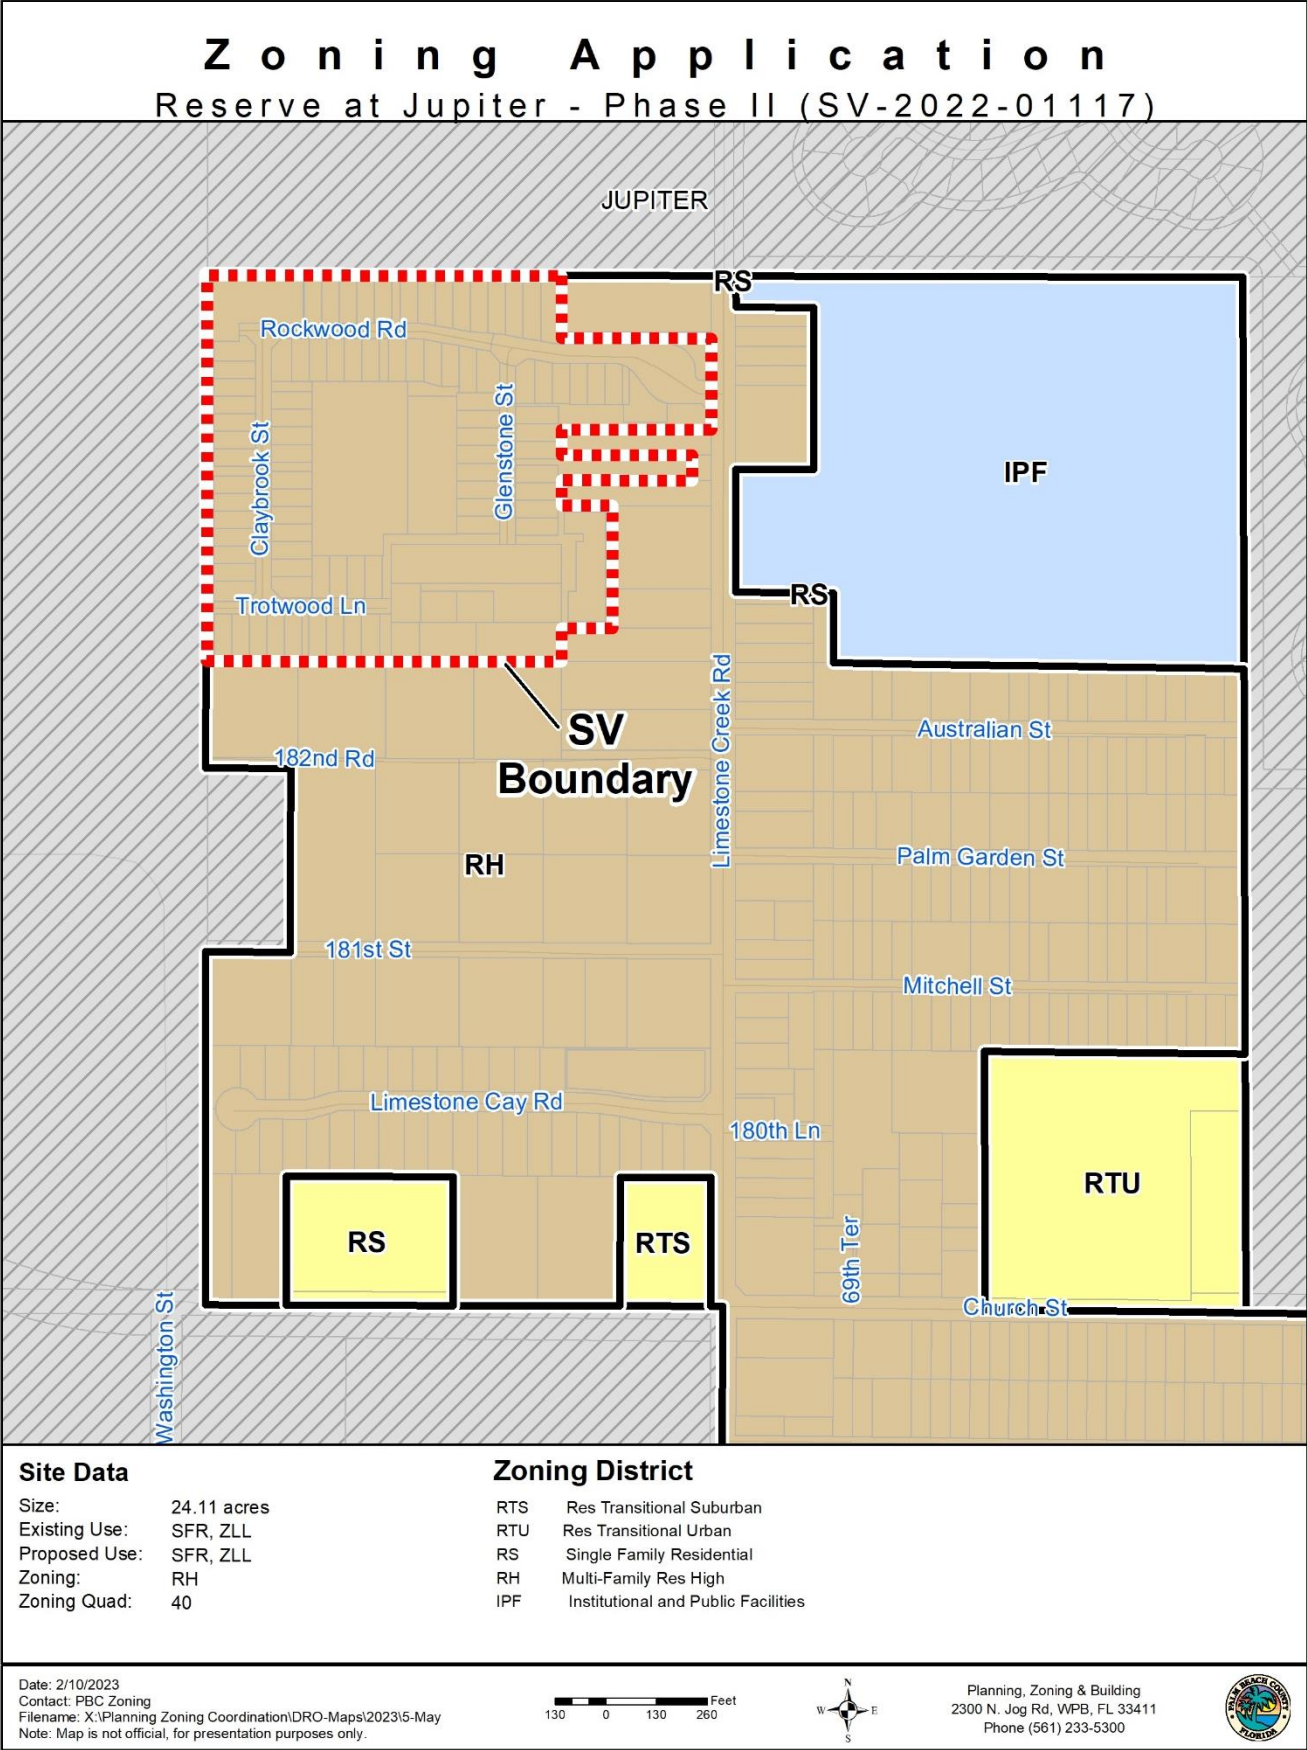 Zoning Application
Reserve at Jupiter - Phase II (SV-2022-01117)
JUPITER
RS
Rockwood Rd
Glenstone St
Claybrook St
IPF
RS
Trotwood Ln
Limestone Creek Rd
SV
Boundary
Australian St
182nd Rd
RH
Palm Garden St
181st St
Mitchell St
Limestone Cay Rd
180th Ln
RTU
RS
RTS
69th Ter
Washington St
Church St
Site Data
Size: 24.11 acres
Existing Use: SFR, ZLL
Proposed Use: SFR, ZLL
Zoning: RH
Zoning Quad: 40
Zoning District
RTS Res Transitional Suburban
RTU Res Transitional Urban
RS Single Family Residential
RH Multi-Family Res High
IPF Institutional and Public Facilities
Date: 2/10/2023
Contact: PBC Zoning
Filename: X:\Planning Zoning Coordination\DRO-Maps\2023\5-May
Note: Map is not official, for presentation purposes only.
Feet
130 0 130 260
N
W E
S
Planning, Zoning & Building
2300 N. Jog Rd, WPB, FL 33411
Phone (561) 233-5300
PALM BEACH COUNTY
FLORIDA